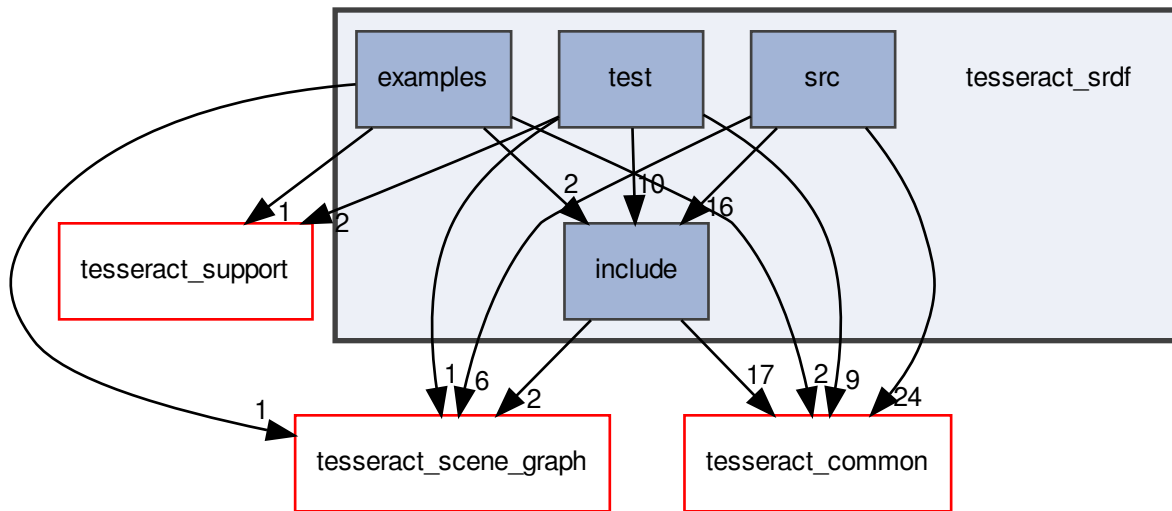 examples
test
src
tesseract_srdf
2
10
16
1
2
tesseract_support
include
1
1
6
2
17
2
9
24
tesseract_scene_graph
tesseract_common